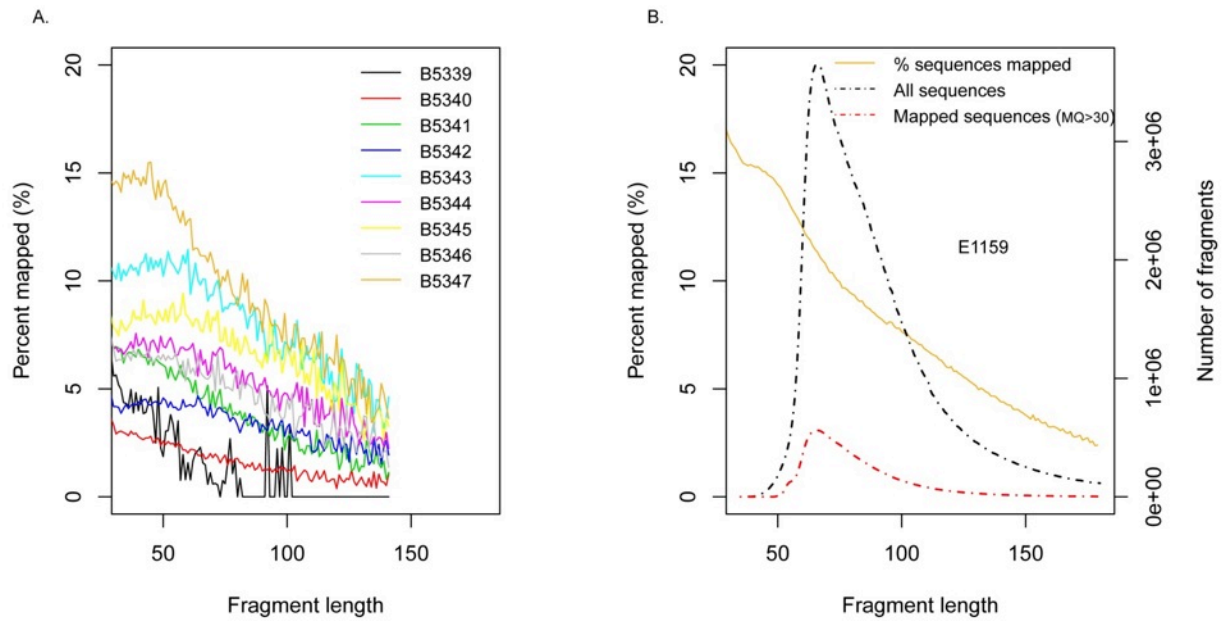 A.
20
15
10
5
0
Percent mapped (%)
B5339
B5340
B5341
B5342
B5343
B5344
B5345
B5346
B5347
50 100 150
Fragment length
B.
20
15
10
5
0
Percent mapped (%)
% sequences mapped
All sequences
Mapped sequences (MQ>30)
E1159
3e+06
2e+06
1e+06
0e+00
Number of fragments
50 100 150
Fragment length